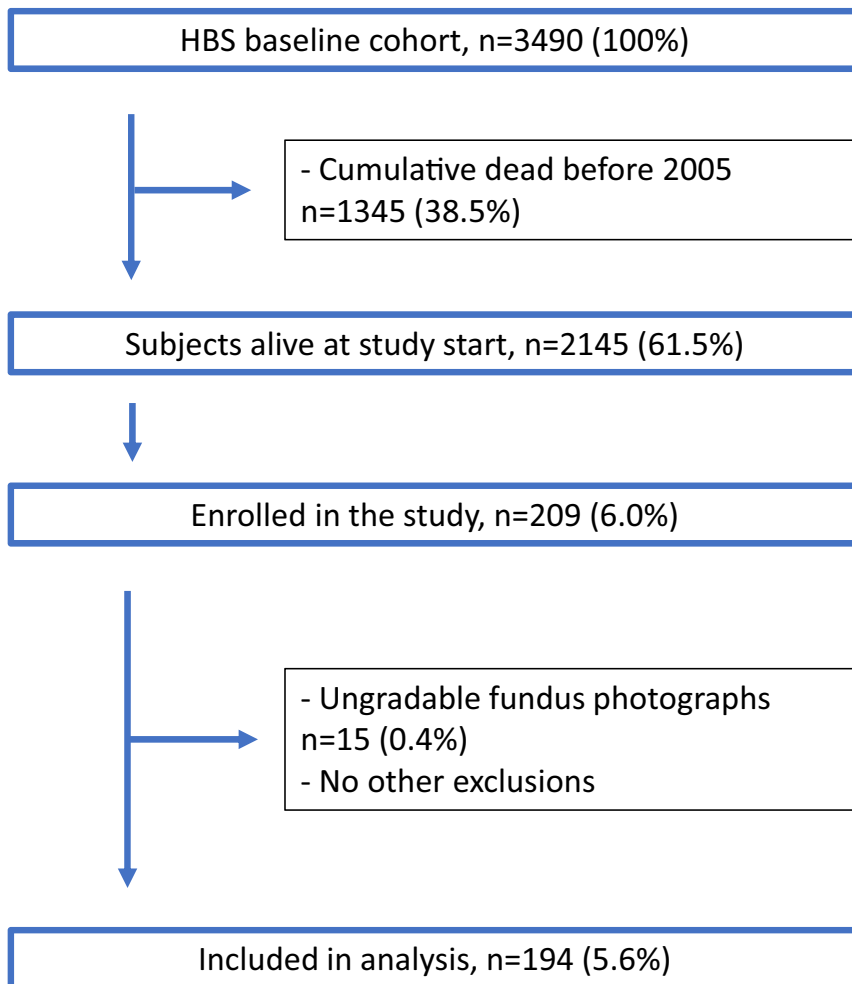 HBS baseline cohort, n=3490 (100%)
- Cumulative dead before 2005
n=1345 (38.5%)
Subjects alive at study start, n=2145 (61.5%)
Enrolled in the study, n=209 (6.0%)
- Ungradable fundus photographs
n=15 (0.4%)
- No other exclusions
Included in analysis, n=194 (5.6%)